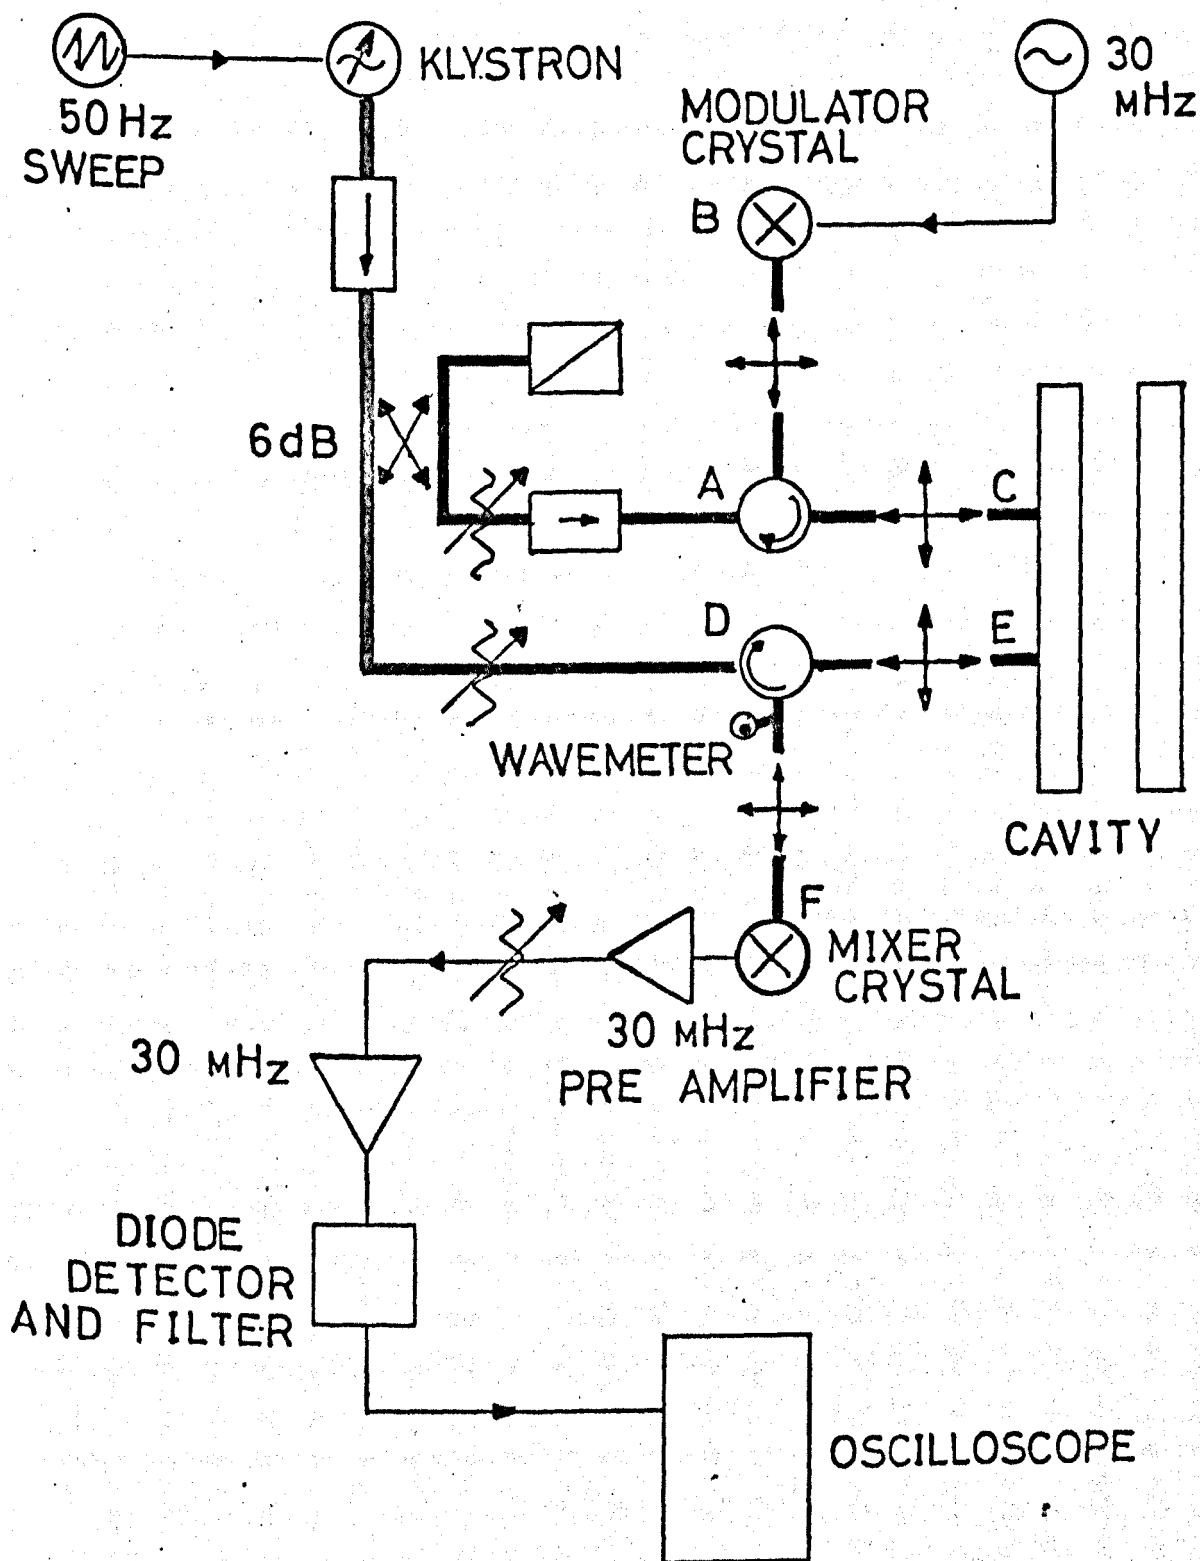 KLYSTRON
30
MHz
50 Hz
SWEEP
MODULATOR
CRYSTAL
B
6dB
A
C
D
E
WAVEMETER
CAVITY
F
MIXER
CRYSTAL
30 MHz
PRE AMPLIFIER
30 MHz
DIODE
DETECTOR
AND FILTER
OSCILLOSCOPE